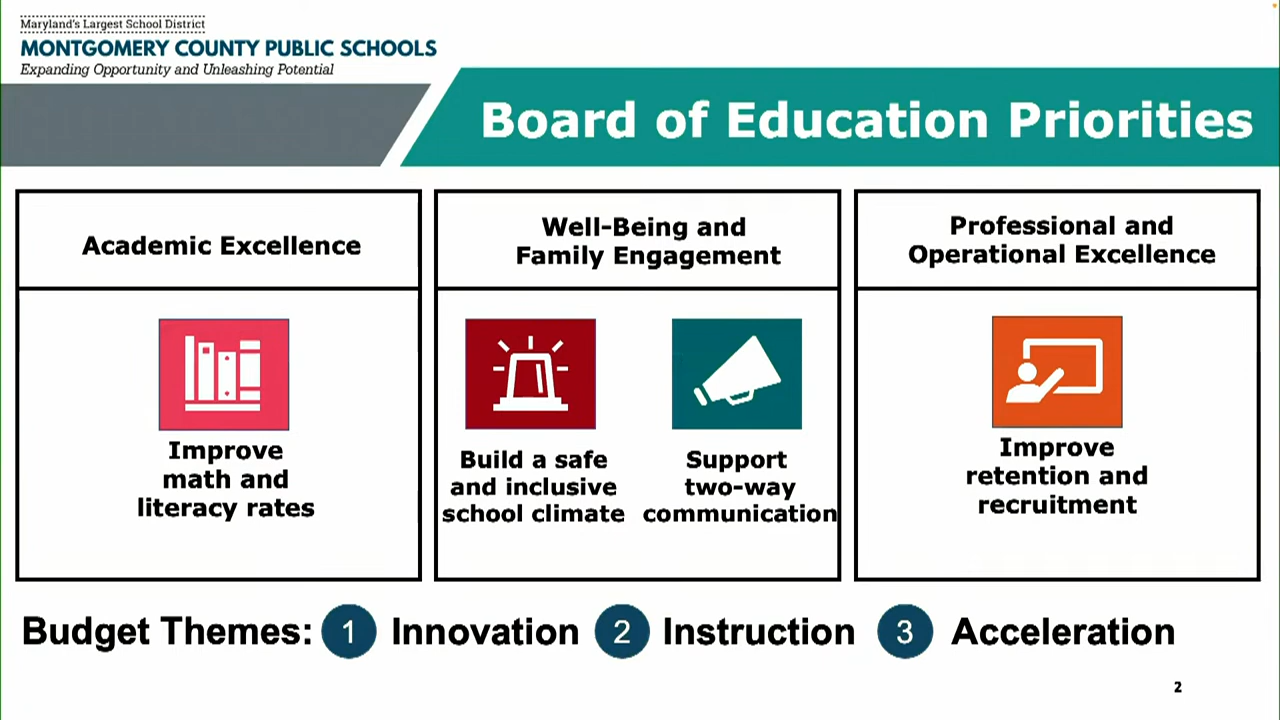 Maryland's Largest School District
MONTGOMERY COUNTY PUBLIC SCHOOLS
Expanding Opportunity and Unleashing Potential
Board of Education Priorities
Academic Excellence
Improve
math and
literacy rates
Well-Being and
Family Engagement
Build a safe
and inclusive
school climate
Support
two-way
communication
Professional and
Operational Excellence
Improve
retention and
recruitment
Budget Themes: 1 Innovation 2 Instruction 3 Acceleration
2